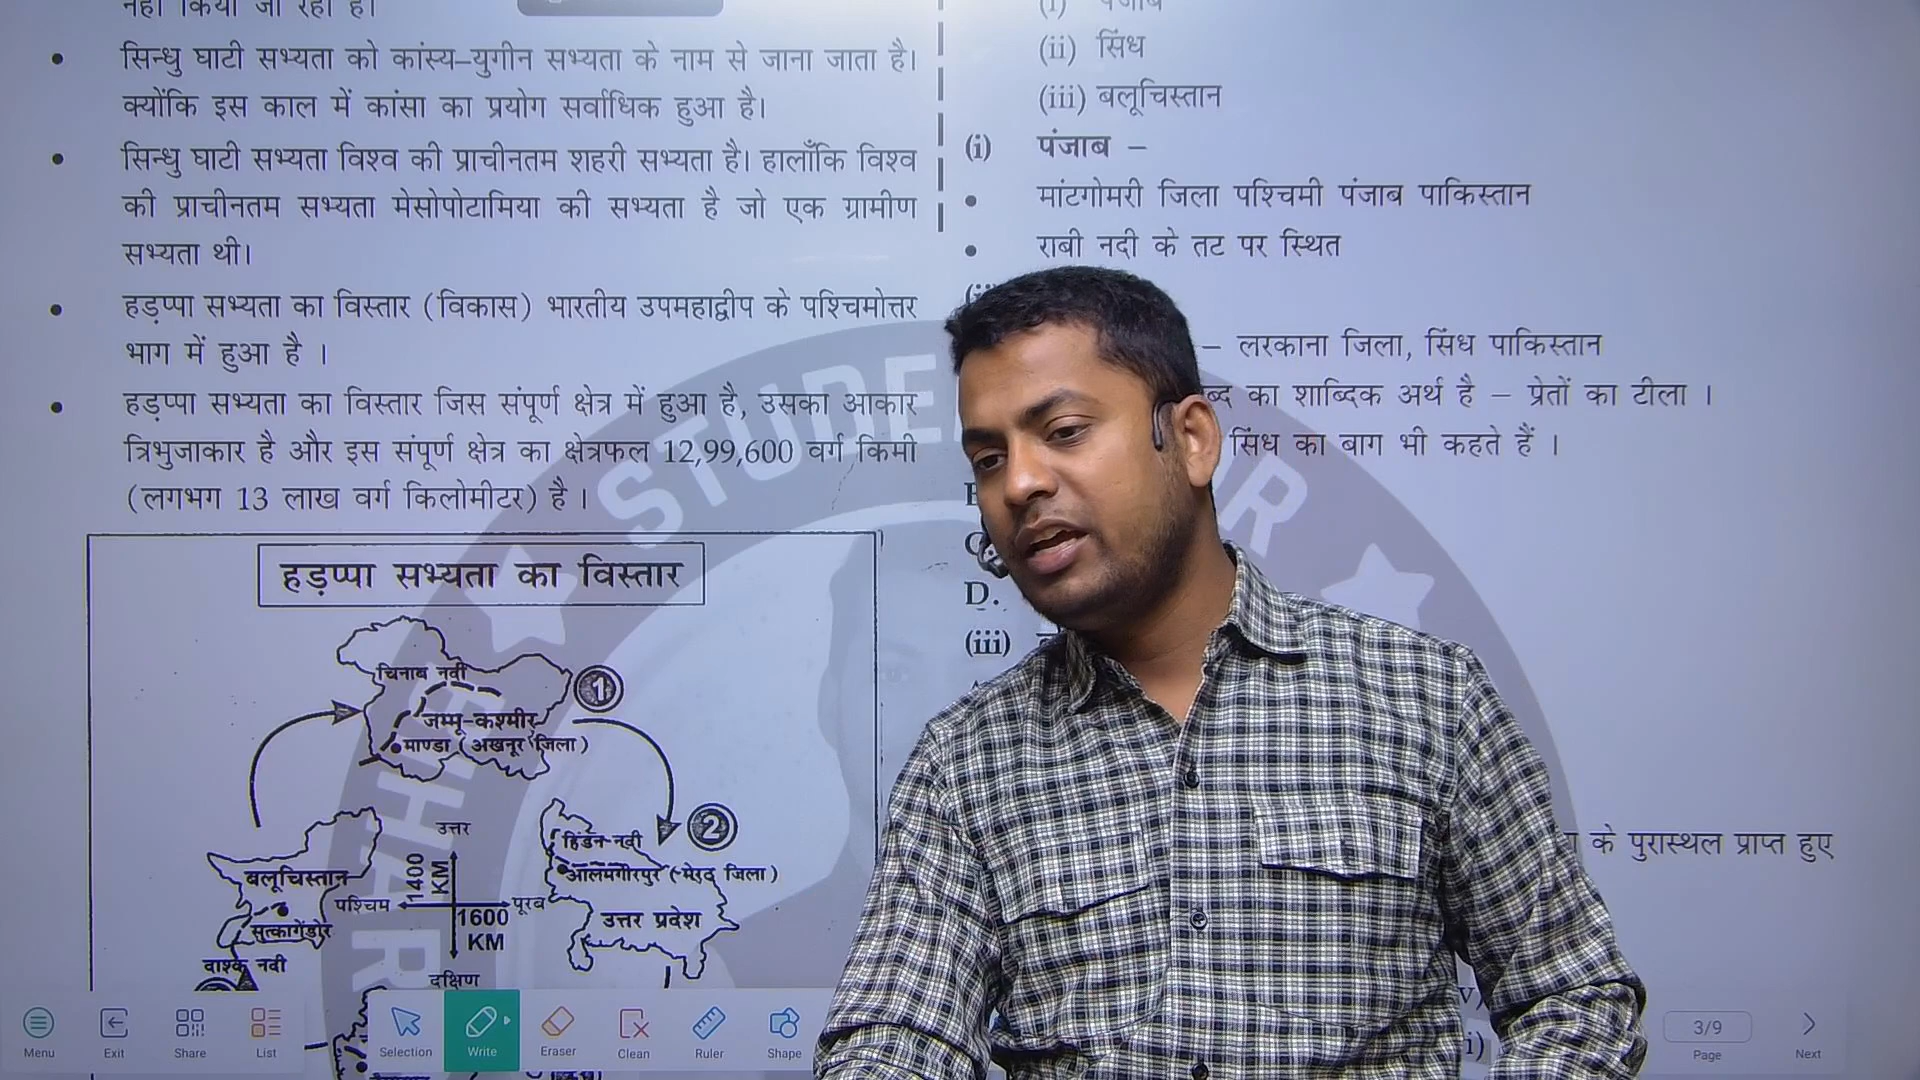 नहीं किया जा रहा है।
सिन्धु घाटी सभ्यता को कांस्य–युगीन सभ्यता के नाम से जाना जाता है।
क्योंकि इस काल में कांसा का प्रयोग सर्वाधिक हुआ है।
सिन्धु घाटी सभ्यता विश्व की प्राचीनतम शहरी सभ्यता है। हालाँकि विश्व
की प्राचीनतम सभ्यता मेसोपोटामिया की सभ्यता है जो एक ग्रामीण
सभ्यता थी।
हड़प्पा सभ्यता का विस्तार (विकास) भारतीय उपमहाद्वीप के पश्चिमोत्तर
भाग में हुआ है ।
हड़प्पा सभ्यता का विस्तार जिस संपूर्ण क्षेत्र में हुआ है, उसका आकार
त्रिभुजाकार है और इस संपूर्ण क्षेत्र का क्षेत्रफल 12,99,600 वर्ग किमी
(लगभग 13 लाख वर्ग किलोमीटर) है ।
हड़प्पा सभ्यता का विस्तार
चिनाब नदी
1
जम्मू-कश्मीर
माण्डा (अखनूर जिला)
2
उत्तर
हिंडन नदी
बलूचिस्तान
1400 KM
आलमगीरपुर (मेरठ जिला)
पश्चिम
पूरब
1600
KM
उत्तर प्रदेश
सुत्कागेंडोर
दाश्क नदी
दक्षिण
(i) पंजाब
(ii) सिंध
(iii) बलूचिस्तान
(i) पंजाब –
मांटगोमरी जिला पश्चिमी पंजाब पाकिस्तान
राबी नदी के तट पर स्थित
– लरकाना जिला, सिंध पाकिस्तान
का शाब्दिक अर्थ है – प्रेतों का टीला ।
सिंध का बाग भी कहते हैं ।
D.
(iii)
के पुरास्थल प्राप्त हुए
Menu
Exit
Share
List
Selection
Write
Eraser
Clean
Ruler
Shape
3/9
Page
Next